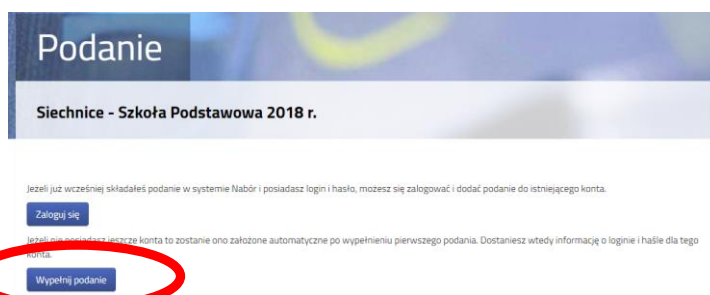 Podanie
Siechnice - Szkoła Podstawowa 2018 r.
Jeżeli już wcześniej składałeś podanie w systemie Nabór i posiadasz login i hasło, możesz się zalogować i dodać podanie do istniejącego konta.
Zaloguj się
Jeżeli nie posiadasz jeszcze konta to zostanie ono założone automatyczne po wypełnieniu pierwszego podania. Dostaniesz wtedy informację o loginie i haśle dla tego
konta.
Wypełnij podanie